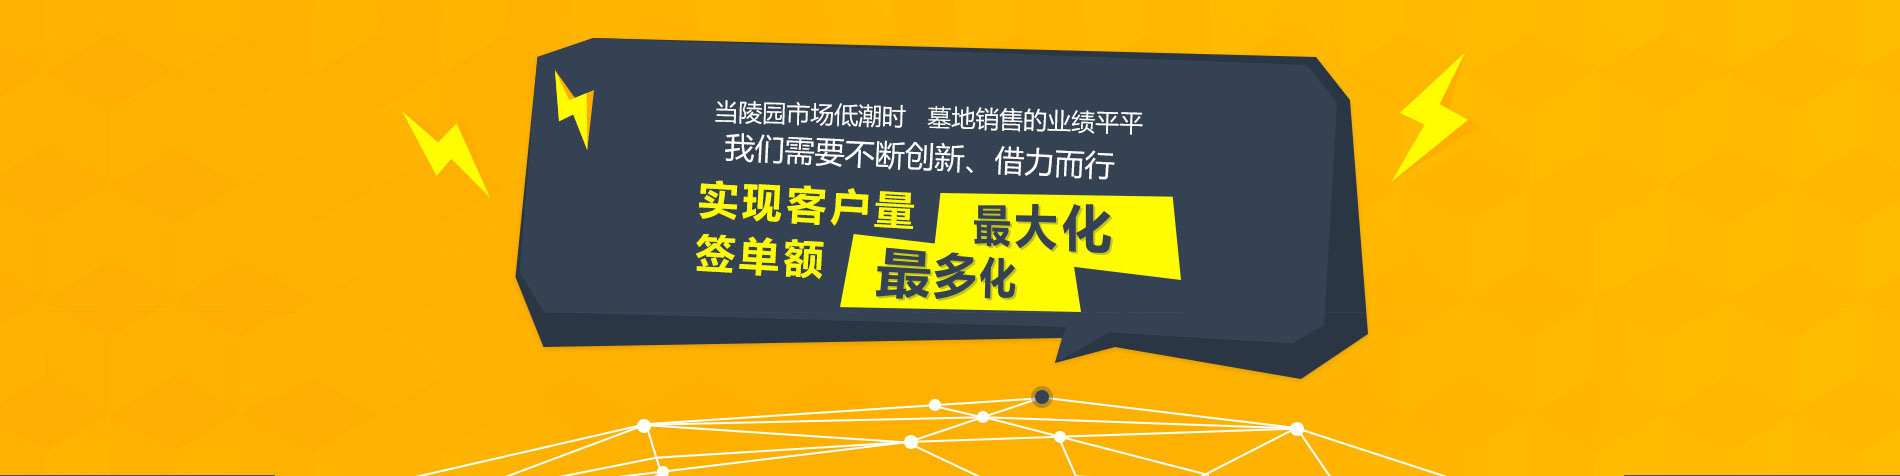 当陵园市场低潮时 墓地销售的业绩平平
我们需要不断创新、借力而行
实现客户量 最大化
签单额 最多化